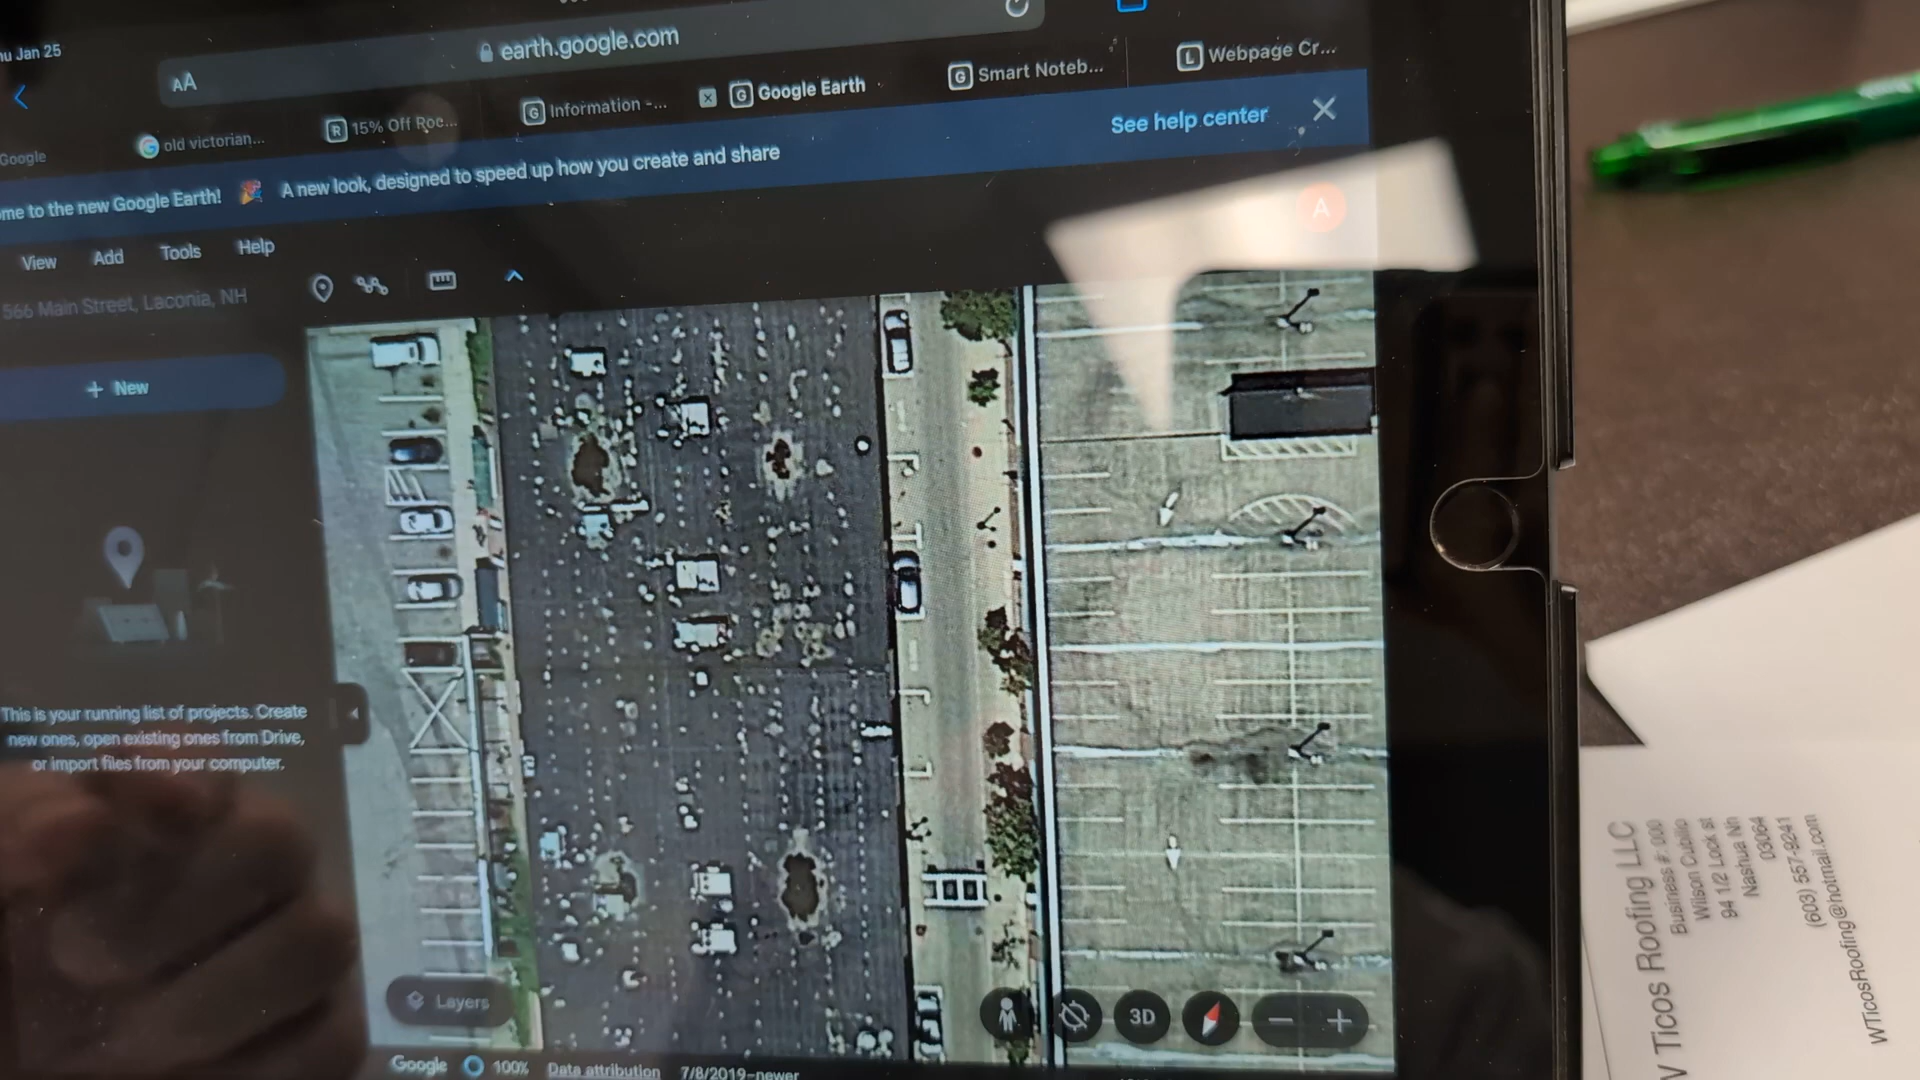 Jan 25
AA
earth.google.com
Google
old victorian...
R 15% Off Roc...
G Information -...
G Google Earth
G Smart Noteb...
L Webpage Cr...
me to the new Google Earth!
A new look, designed to speed up how you create and share
See help center
A
View
Add
Tools
Help
566 Main Street, Laconia, NH
+ New
This is your running list of projects. Create
new ones, open existing ones from Drive,
or import files from your computer.
Layers
3D
Google
100%
Data attribution
7/8/2019-newer
Ticos Roofing LLC
Business #: 000
Wilson Cubillo
94 1/2 Lock st
Nashua Nh
03064
(603) 557-9241
WTicosRoofing@hotmail.com